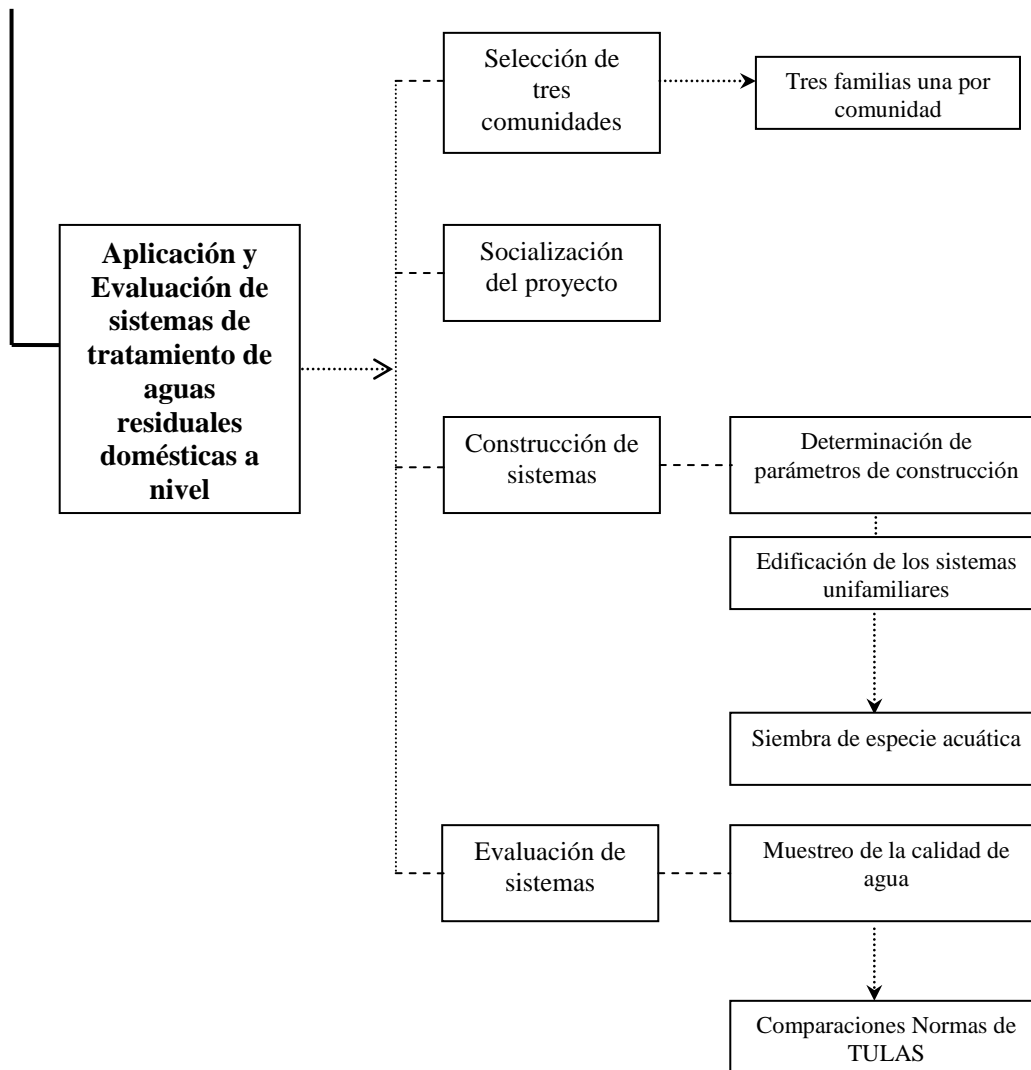 Selección de
tres
comunidades
Tres familias una por
comunidad
Aplicación y
Evaluación de
sistemas de
tratamiento de
aguas
residuales
domésticas a
nivel
Socialización
del proyecto
Construcción de
sistemas
Determinación de
parámetros de construcción
Edificación de los sistemas
unifamiliares
Siembra de especie acuática
Evaluación de
sistemas
Muestreo de la calidad de
agua
Comparaciones Normas de
TULAS